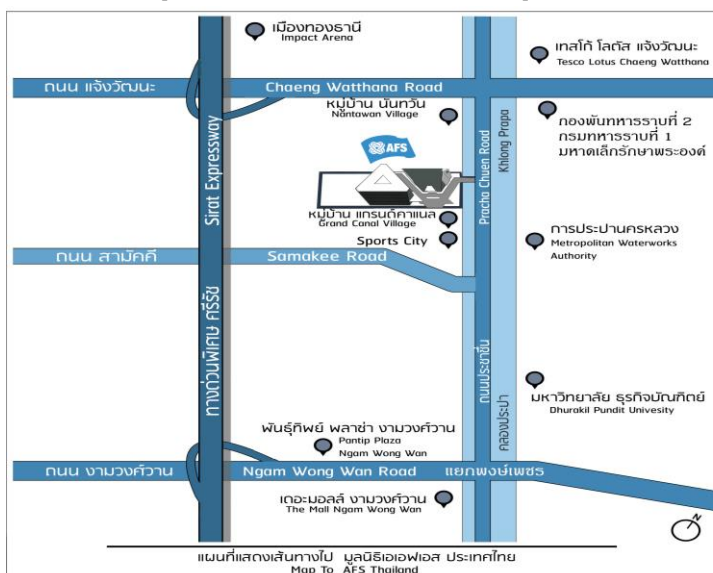 เมืองทองธานี
Impact Arena
เทสโก้ โลตัส แจ้งวัฒนะ
Tesco Lotus Chaeng Watthana
ถนน แจ้งวัฒนะ
Chaeng Watthana Road
หมู่บ้าน นันทวัน
Nantawan Village
กองพันทหารราบที่ 2
กรมทหารราบที่ 1
มหาดเล็กรักษาพระองค์
AFS
Sirat Expressway
Pracha Chuen Road
Khlong Prapa
หมู่บ้าน แกรนด์คาแนล
Grand Canal Village
Sports City
การประปานครหลวง
Metropolitan Waterworks
Authority
ถนน สามัคคี
Samakee Road
ทางด่วนพิเศษ ศรีรัช
ถนนประชาชื่น
คลองประปา
มหาวิทยาลัย ธุรกิจบัณฑิตย์
Dhurakil Pundit Univesity
พันธุ์ทิพย์ พลาซ่า งามวงศ์วาน
Pantip Plaza
Ngam Wong Wan
ถนน งามวงศ์วาน
Ngam Wong Wan Road
แยกพงษ์เพชร
เดอะมอลล์ งามวงศ์วาน
The Mall Ngam Wong Wan
N
แผนที่แสดงเส้นทางไป มูลนิธิเอเอฟเอส ประเทศไทย
Map To AFS Thailand